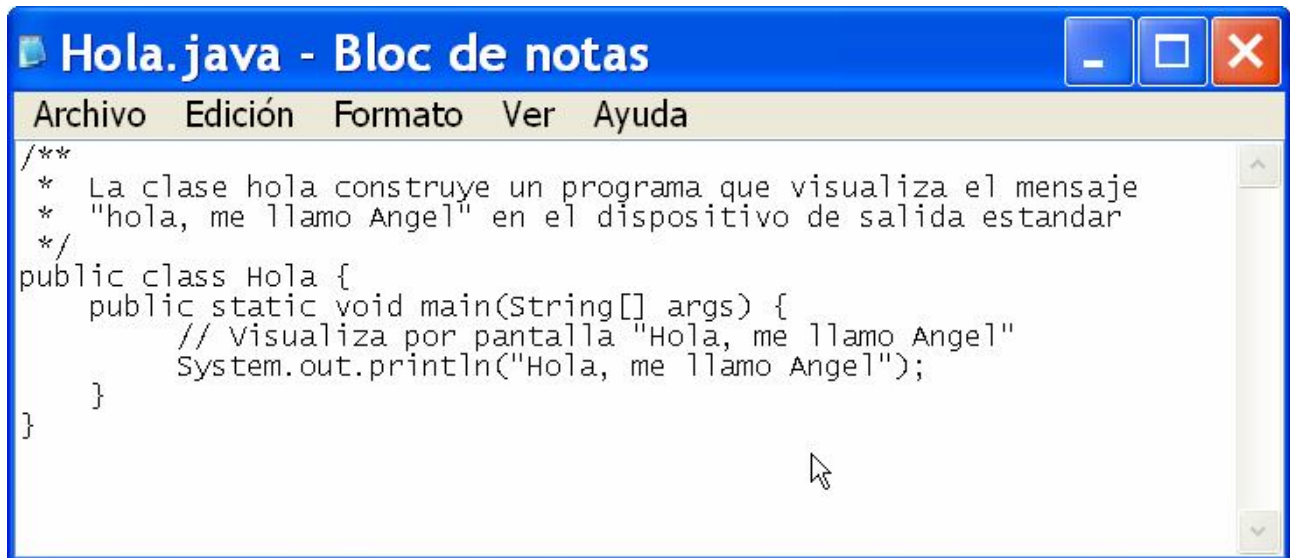 Hola.java - Bloc de notas
Archivo Edición Formato Ver Ayuda
/**
 *  La clase hola construye un programa que visualiza el mensaje
 *  "hola, me llamo Angel" en el dispositivo de salida estandar
 */
public class Hola {
    public static void main(String[] args) {
        // Visualiza por pantalla "Hola, me llamo Angel"
        System.out.println("Hola, me llamo Angel");
    }
}